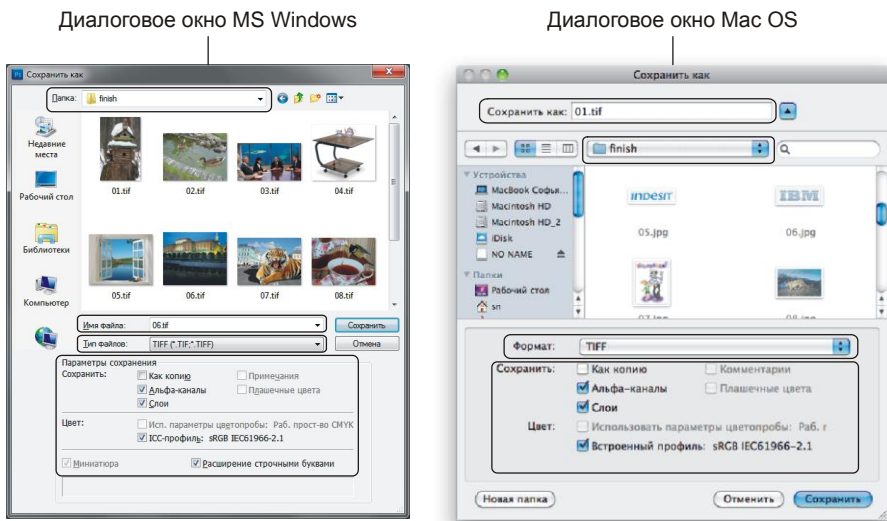 Диалоговое окно MS Windows
Диалоговое окно Mac OS
Ps Сохранить как
Папка: finish
Недавние места
Рабочий стол
Библиотеки
Компьютер
01.tif 02.tif 03.tif 04.tif
05.tif 06.tif 07.tif 08.tif
Имя файла: 06.tif Сохранить
Тип файлов: TIFF (*.TIF;*.TIFF) Отмена
Параметры сохранения
Сохранить: Как копию Примечания
Альфа-каналы Плашечные цвета
Слои
Цвет: Исп. параметры цветопробы: Раб. прост-во CMYK
ICC-профиль: sRGB IEC61966-2.1
Миниатюра Расширение строчными буквами
Сохранить как
Сохранить как: 01.tif
finish
Устройства
MacBook Софьи...
Macintosh HD
Macintosh HD_2
iDisk
NO NAME
Папки
Рабочий стол
sn
INDESIT IBM
05.jpg 06.jpg
Формат: TIFF
Сохранить: Как копию Комментарии
Альфа-каналы Плашечные цвета
Слои
Цвет: Использовать параметры цветопробы: Раб. г
Встроенный профиль: sRGB IEC61966-2.1
Новая папка Отменить Сохранить